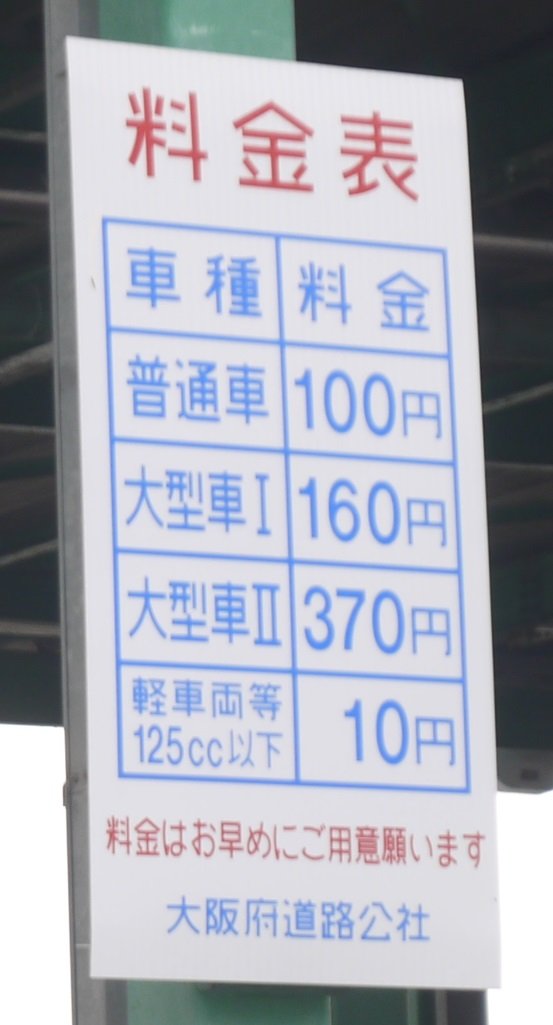 料金表
車種 料金
普通車 100円
大型車Ⅰ 160円
大型車Ⅱ 370円
軽車両等
125cc以下 10円
料金はお早めにご用意願います
大阪府道路公社